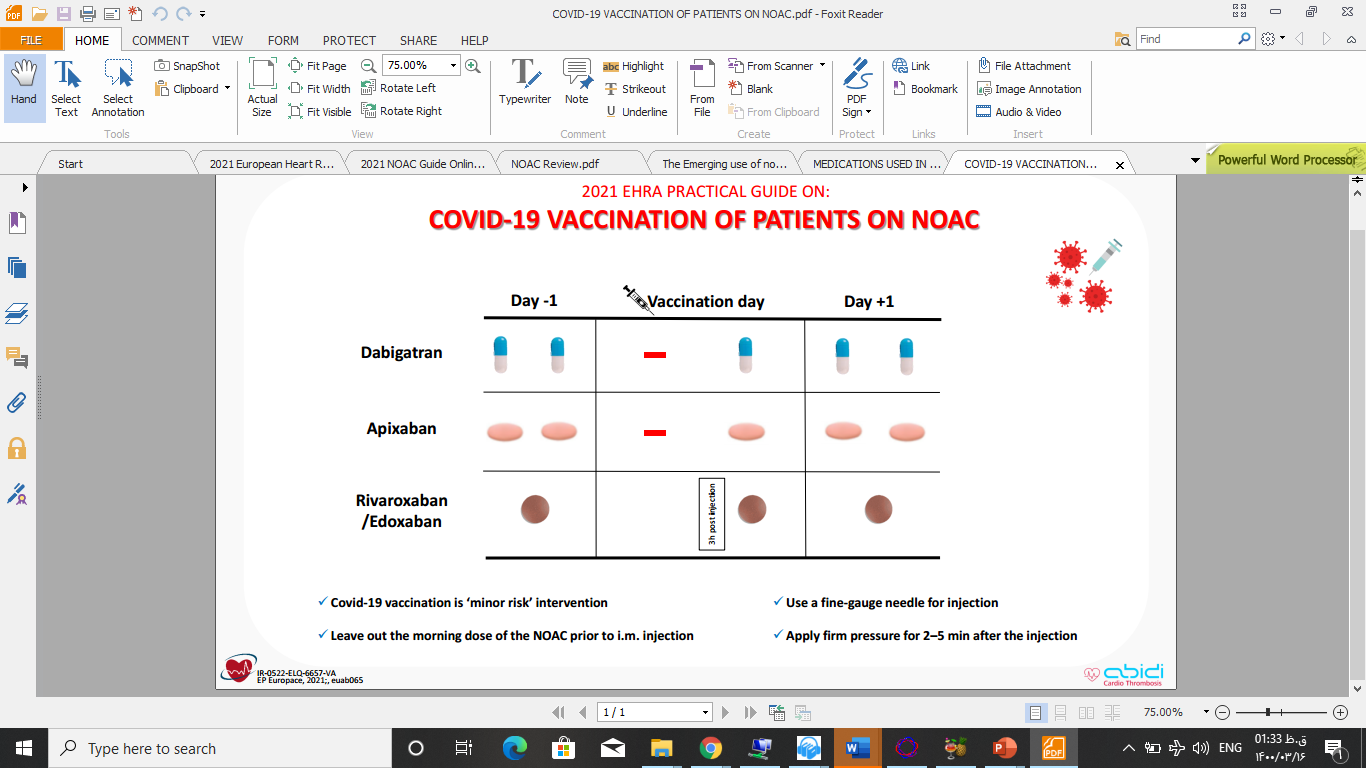 COVID-19 VACCINATION OF PATIENTS ON NOAC.pdf - Foxit Reader
FILE HOME COMMENT VIEW FORM PROTECT SHARE HELP
Find
Hand
Select Text
Select Annotation
SnapShot
Clipboard
Tools
Actual Size
Fit Page
Fit Width
Fit Visible
75.00%
Rotate Left
Rotate Right
View
Typewriter
Note
Highlight
Strikeout
Underline
Comment
From File
From Scanner
Blank
From Clipboard
Create
PDF Sign
Protect
Link
Bookmark
Links
File Attachment
Image Annotation
Audio & Video
Insert
Start
2021 European Heart R...
2021 NOAC Guide Onlin...
NOAC Review.pdf
The Emerging use of no...
MEDICATIONS USED IN ...
COVID-19 VACCINATION...
Powerful Word Processor
2021 EHRA PRACTICAL GUIDE ON:
COVID-19 VACCINATION OF PATIENTS ON NOAC
Day -1 Vaccination day Day +1
Dabigatran
Apixaban
Rivaroxaban
/Edoxaban
3h post injection
✓ Covid-19 vaccination is ‘minor risk’ intervention
✓ Use a fine-gauge needle for injection
✓ Leave out the morning dose of the NOAC prior to i.m. injection
✓ Apply firm pressure for 2–5 min after the injection
IR-0522-ELQ-6657-VA
EP Europace, 2021;, euab065
abidi
Cardio Thrombosis
1 / 1
75.00%
Type here to search
ENG
01:33 ق.ظ
۱۴۰۰/۰۳/۱۶